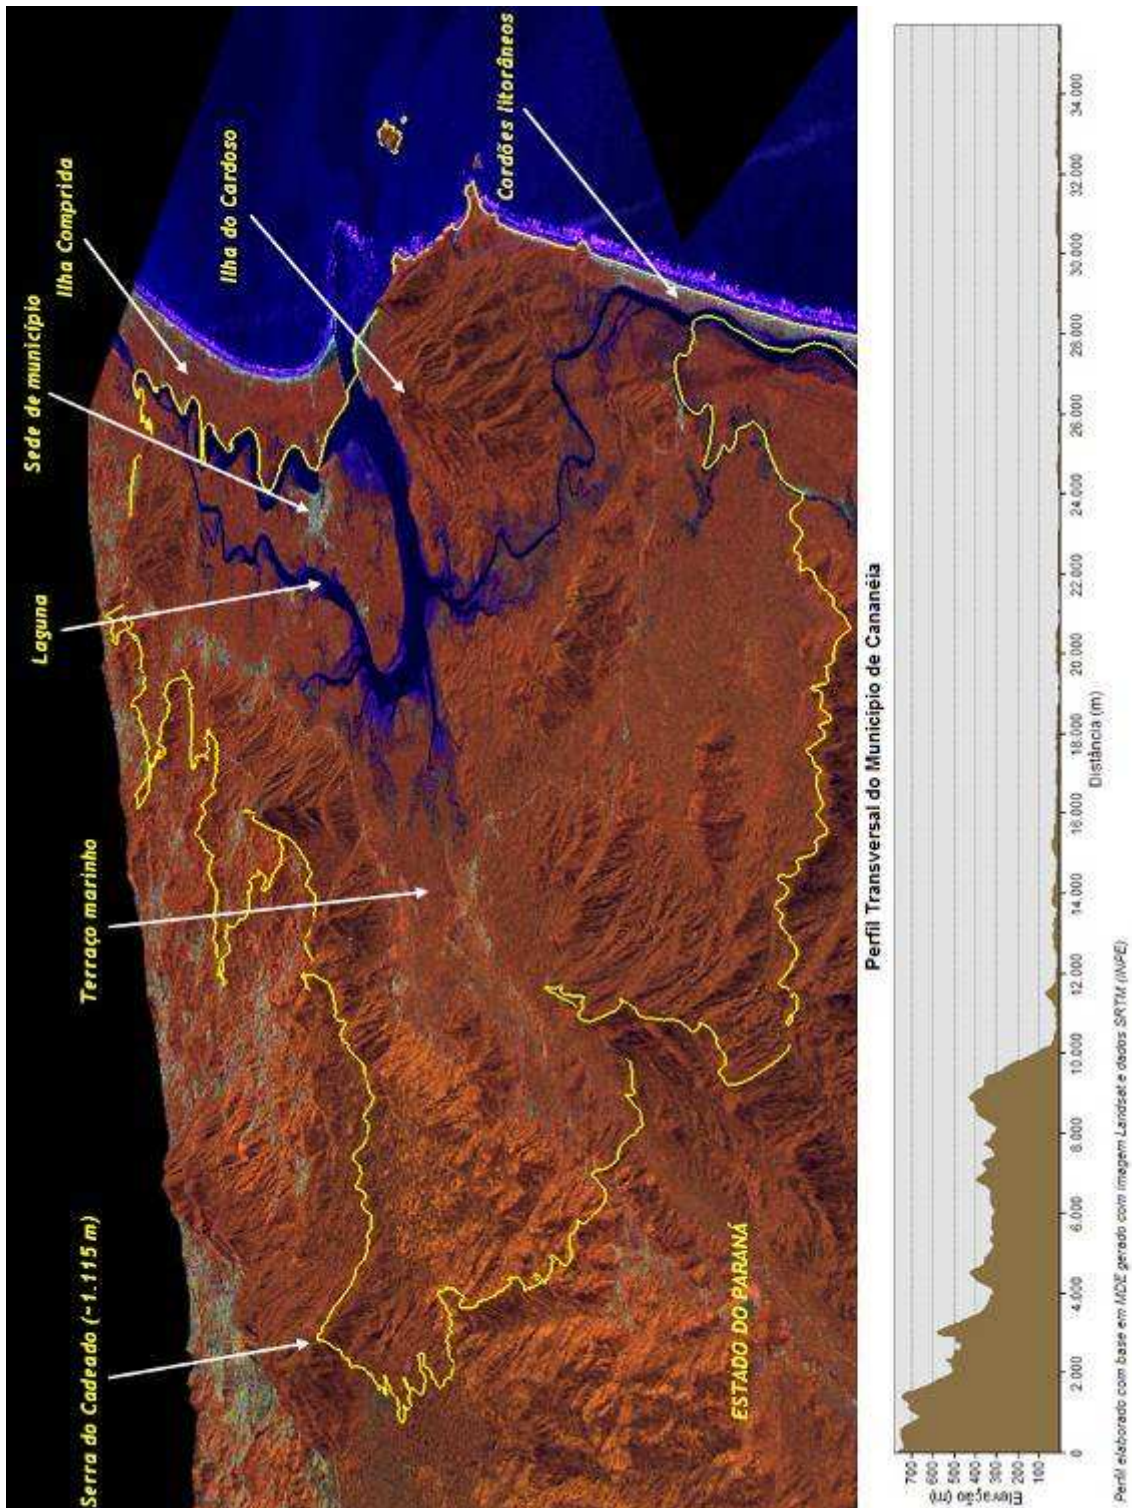 Serra do Cadeado (~1.115 m)
Terraço marinho
Laguna
Sede de município
Ilha Comprida
Ilha do Cardoso
Cordões litorâneos
ESTADO DO PARANÁ
Perfil Transversal do Município de Cananéia
Elevação (m)
700
600
500
400
300
200
100
0
2.000
4.000
6.000
8.000
10.000
12.000
14.000
16.000
18.000
20.000
22.000
24.000
26.000
28.000
30.000
32.000
34.000
Distância (m)
Perfil elaborado com base em MDE gerado com imagem Landsat e dados SRTM (INPE)